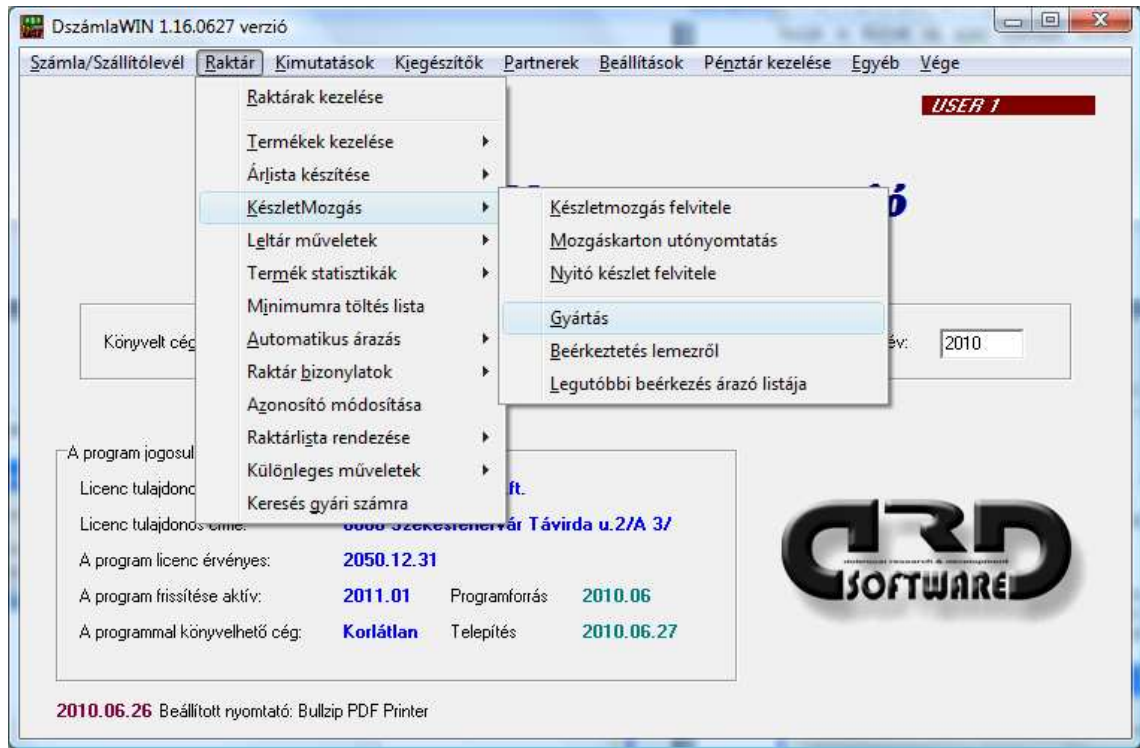 DszámlaWIN 1.16.0627 verzió
Számla/Szállítólevél Raktár Kimutatások Kiegészítők Partnerek Beállítások Pénztár kezelése Egyéb Vége
USER 1
Raktárak kezelése
Termékek kezelése
Árlista készítése
KészletMozgás
Leltár műveletek
Termék statisztikák
Minimumra töltés lista
Automatikus árazás
Raktár bizonylatok
Azonosító módosítása
Raktárlista rendezése
Különleges műveletek
Keresés gyári számra
Készletmozgás felvitele
Mozgáskarton utónyomtatás
Nyitó készlet felvitele
Gyártás
Beérkeztetés lemezről
Legutóbbi beérkezés árazó listája
ó
Könyvelt cég
év: 2010
A program jogosul
Licenc tulajdono
ft.
Licenc tulajdonos címe: Székesfehérvár Távirda u.2/A 3/
A program licenc érvényes: 2050.12.31
A program frissítése aktív: 2011.01 Programforrás 2010.06
A programmal könyvelhető cég: Korlátlan Telepítés 2010.06.27
DRD
SOFTWARE
2010.06.26 Beállított nyomtató: Bullzip PDF Printer